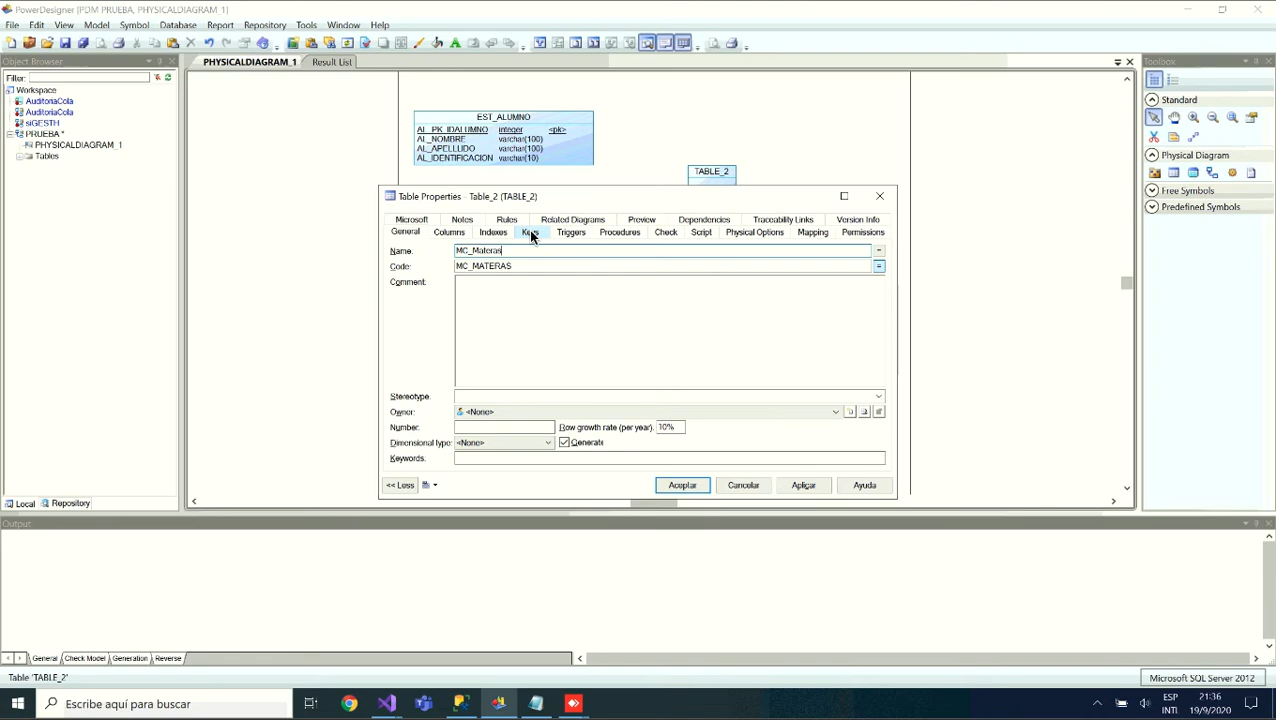 PowerDesigner [PDM PRUEBA, PHYSICALDIAGRAM_1]
File Edit View Model Symbol Database Report Repository Tools Window Help
Object Browser
Filter:
Workspace
AuditoriaCola
AuditoriaCola
siGESTH
PRUEBA *
PHYSICALDIAGRAM_1
Tables
Local Repository
PHYSICALDIAGRAM_1 Result List
EST_ALUMNO
AL_PK_IDALUMNO integer <pk>
AL_NOMBRE varchar(100)
AL_APELLUDO varchar(100)
AL_IDENTIFICACION varchar(10)
TABLE_2
Table Properties - Table_2 (TABLE_2)
Microsoft Notes Rules Related Diagrams Preview Dependencies Traceability Links Version Info
General Columns Indexes Keys Triggers Procedures Check Script Physical Options Mapping Permissions
Name: MC_Materas =
Code: MC_MATERAS =
Comment:
Stereotype:
Owner: <None>
Number: Row growth rate (per year): 10%
Dimensional type: <None> Generate
Keywords:
<< Less Aceptar Cancelar Aplicar Ayuda
Toolbox
Standard
Physical Diagram
Free Symbols
Predefined Symbols
Output
General Check Model Generation Reverse
Table 'TABLE_2' Microsoft SQL Server 2012
Escribe aquí para buscar
ESP
INTL
21:36
19/9/2020